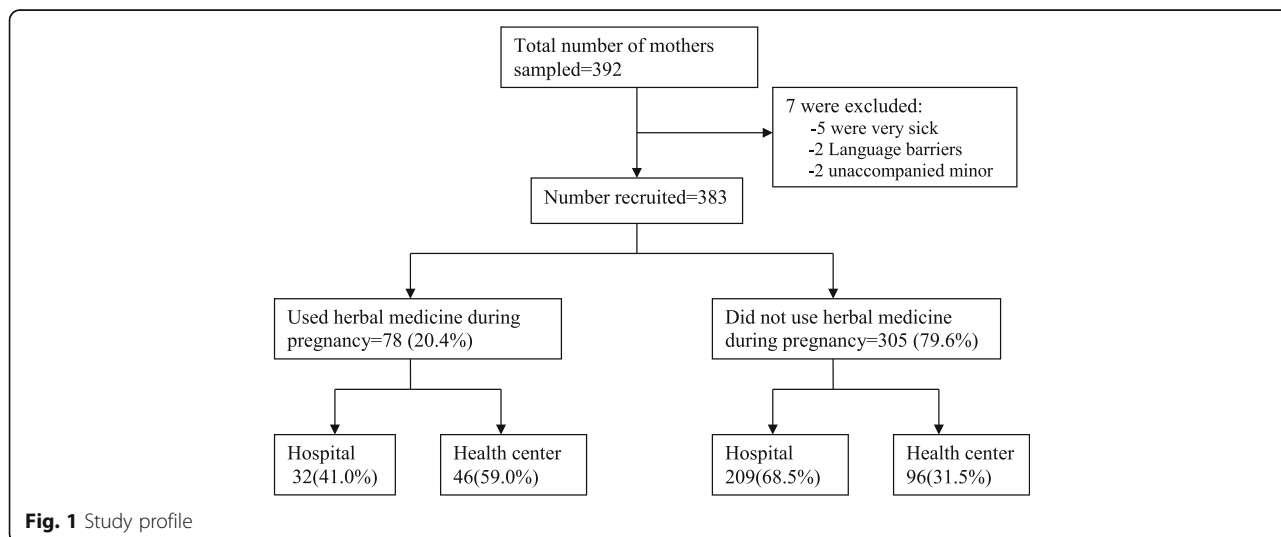 Total number of mothers
sampled=392
7 were excluded:
-5 were very sick
-2 Language barriers
-2 unaccompanied minor
Number recruited=383
Used herbal medicine during
pregnancy=78 (20.4%)
Did not use herbal medicine
during pregnancy=305 (79.6%)
Hospital
32(41.0%)
Health center
46(59.0%)
Hospital
209(68.5%)
Health center
96(31.5%)
Fig. 1 Study profile